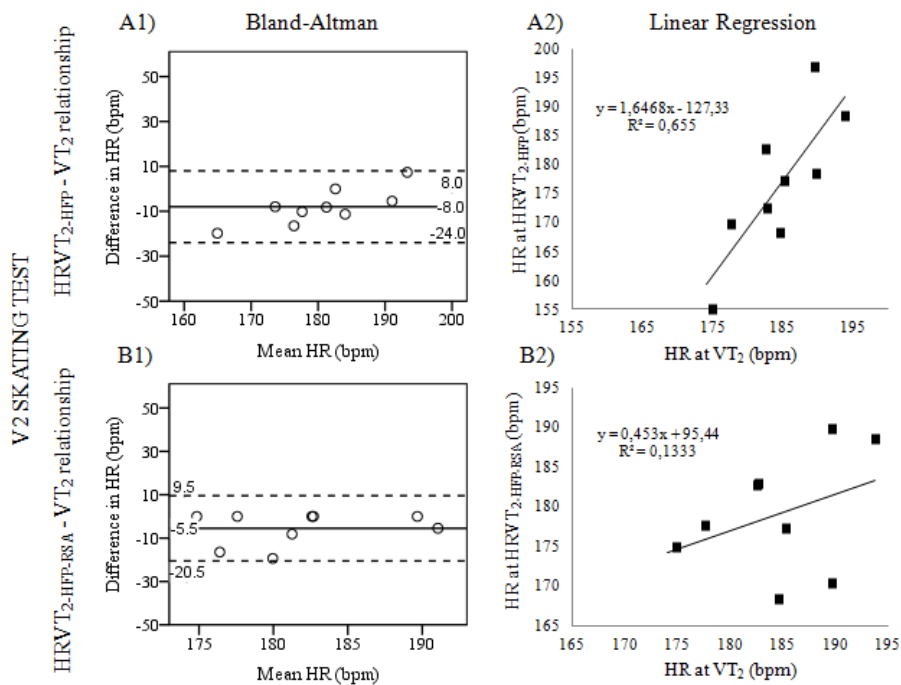 A1) Bland-Altman
A2) Linear Regression
V2 SKATING TEST
HRVT2-HFP - VT2 relationship
Difference in HR (bpm)
50
30
10
-10
-30
-50
8.0
-8.0
-24.0
160 170 180 190 200
Mean HR (bpm)
HR at HRVT2-HFP (bpm)
200
195
190
185
180
175
170
165
160
155
y = 1,6468x - 127,33
R² = 0,655
155 165 175 185 195
HR at VT2 (bpm)
B1)
B2)
HRVT2-HFP-RSA - VT2 relationship
Difference in HR (bpm)
50
30
10
-10
-30
-50
9.5
-5.5
-20.5
175 180 185 190
Mean HR (bpm)
HR at HRVT2-HFP-RSA (bpm)
195
190
185
180
175
170
165
y = 0,453x + 95,44
R² = 0,1333
165 170 175 180 185 190 195
HR at VT2 (bpm)